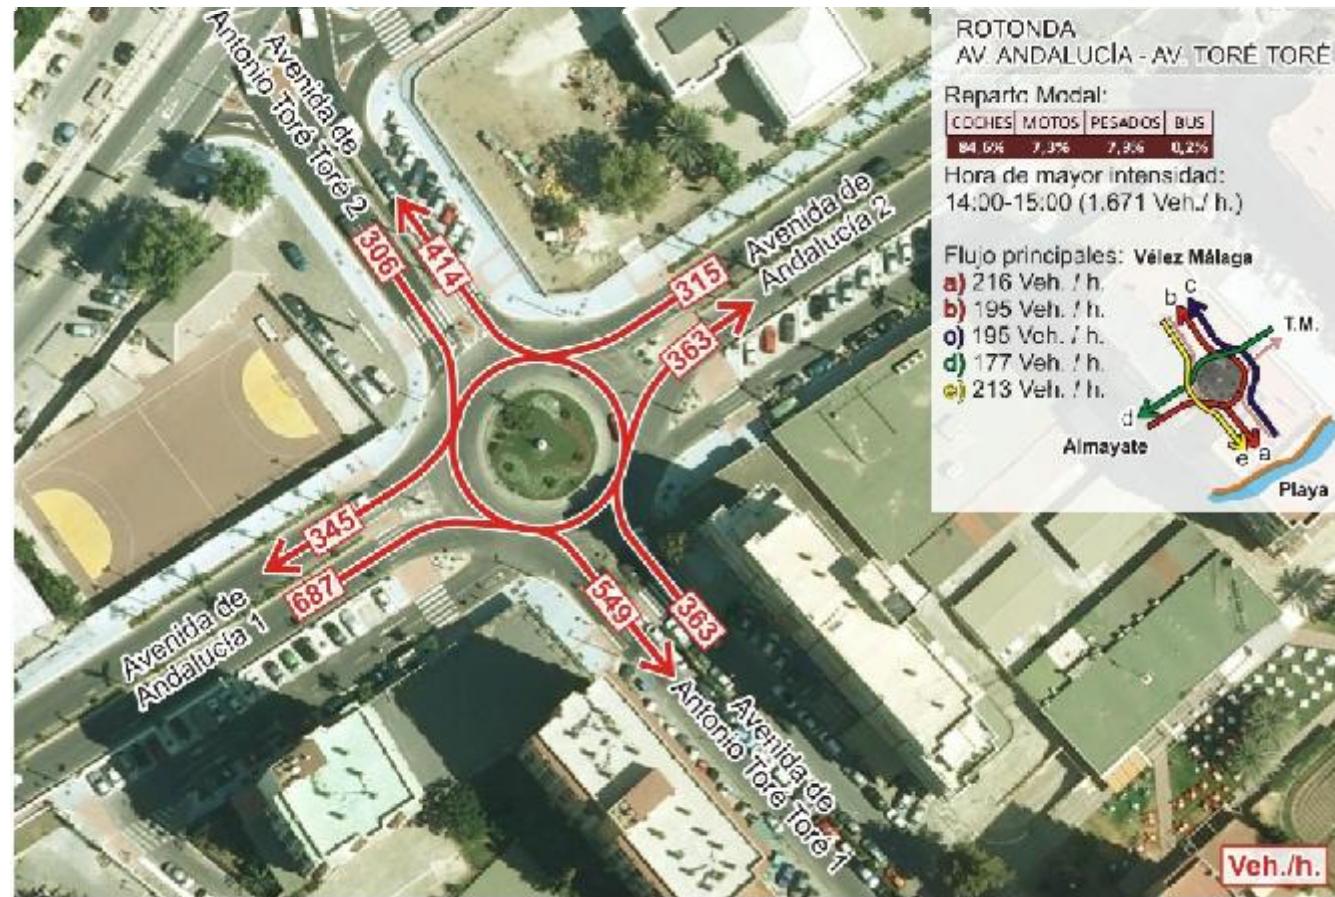 ROTONDA
AV. ANDALUCÍA - AV. TORÉ TORÉ
Reparto Modal:
COCHES MOTOS PESADOS BUS
84,6% 7,3% 7,9% 0,2%
Hora de mayor intensidad:
14:00-15:00 (1.671 Veh./ h.)
Flujo principales: Vélez Málaga
a) 216 Veh. / h.
b) 195 Veh. / h.
c) 195 Veh. / h.
d) 177 Veh. / h.
e) 213 Veh. / h.
b c
T.M.
d
Almayate
e a
Playa
Avenida de
Antonio Toré Toré 2
306
414
315
Avenida de
Andalucía 2
363
345
687
Avenida de
Andalucía 1
549
363
Avenida de
Antonio Toré Toré 1
Veh./h.